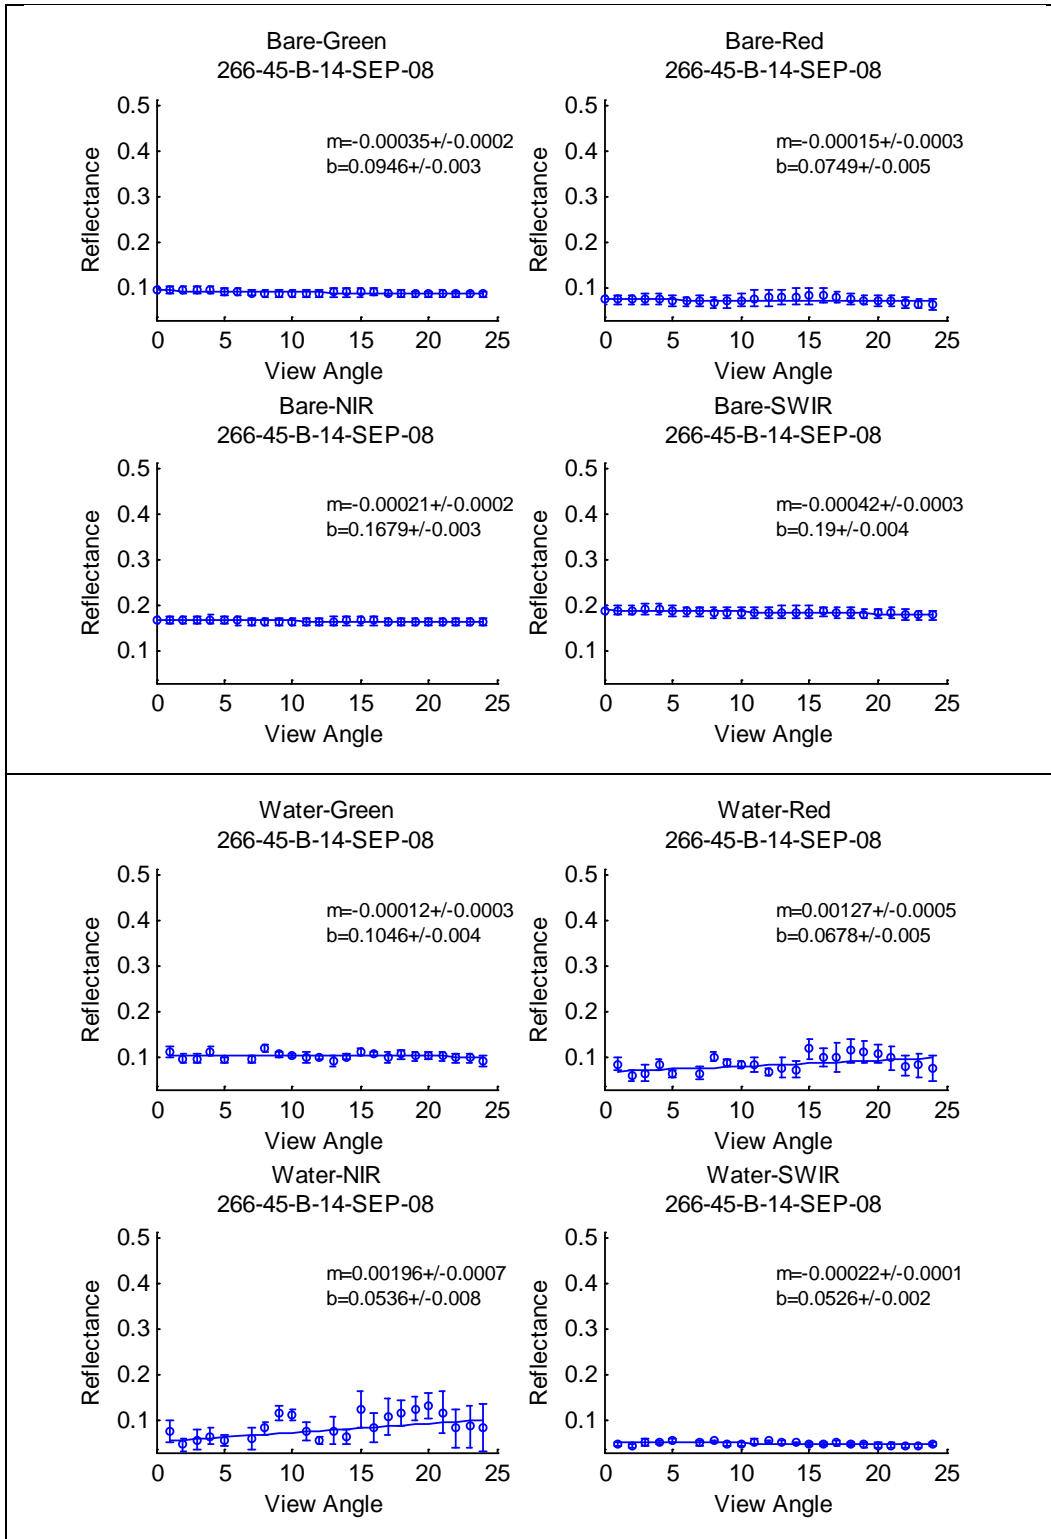 Bare-Green
266-45-B-14-SEP-08
0.5
0.4
0.3
0.2
0.1
Reflectance
m=-0.00035+/-0.0002
b=0.0946+/-0.003
0 5 10 15 20 25
View Angle
Bare-Red
266-45-B-14-SEP-08
0.5
0.4
0.3
0.2
0.1
Reflectance
m=-0.00015+/-0.0003
b=0.0749+/-0.005
0 5 10 15 20 25
View Angle
Bare-NIR
266-45-B-14-SEP-08
0.5
0.4
0.3
0.2
0.1
Reflectance
m=-0.00021+/-0.0002
b=0.1679+/-0.003
0 5 10 15 20 25
View Angle
Bare-SWIR
266-45-B-14-SEP-08
0.5
0.4
0.3
0.2
0.1
Reflectance
m=-0.00042+/-0.0003
b=0.19+/-0.004
0 5 10 15 20 25
View Angle
Water-Green
266-45-B-14-SEP-08
0.5
0.4
0.3
0.2
0.1
Reflectance
m=-0.00012+/-0.0003
b=0.1046+/-0.004
0 5 10 15 20 25
View Angle
Water-Red
266-45-B-14-SEP-08
0.5
0.4
0.3
0.2
0.1
Reflectance
m=0.00127+/-0.0005
b=0.0678+/-0.005
0 5 10 15 20 25
View Angle
Water-NIR
266-45-B-14-SEP-08
0.5
0.4
0.3
0.2
0.1
Reflectance
m=0.00196+/-0.0007
b=0.0536+/-0.008
0 5 10 15 20 25
View Angle
Water-SWIR
266-45-B-14-SEP-08
0.5
0.4
0.3
0.2
0.1
Reflectance
m=-0.00022+/-0.0001
b=0.0526+/-0.002
0 5 10 15 20 25
View Angle